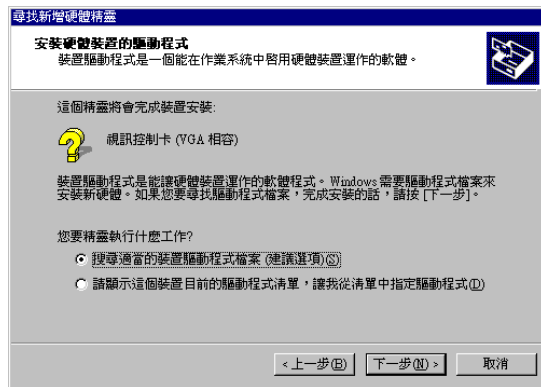 尋找新增硬體精靈
安裝硬體裝置的驅動程式
裝置驅動程式是一個能在作業系統中啓用硬體裝置運作的軟體。
這個精靈將會完成裝置安裝:
視訊控制卡 (VGA 相容)
裝置驅動程式是能讓硬體裝置運作的軟體程式。Windows 需要驅動程式檔案來
安裝新硬體。如果您要尋找驅動程式檔案，完成安裝的話，請按 [下一步]。
您要精靈執行什麼工作?
搜尋適當的裝置驅動程式檔案 (建議選項)(S)
請顯示這個裝置目前的驅動程式清單，讓我從清單中指定驅動程式(D)
< 上一步(B)
下一步(N) >
取消